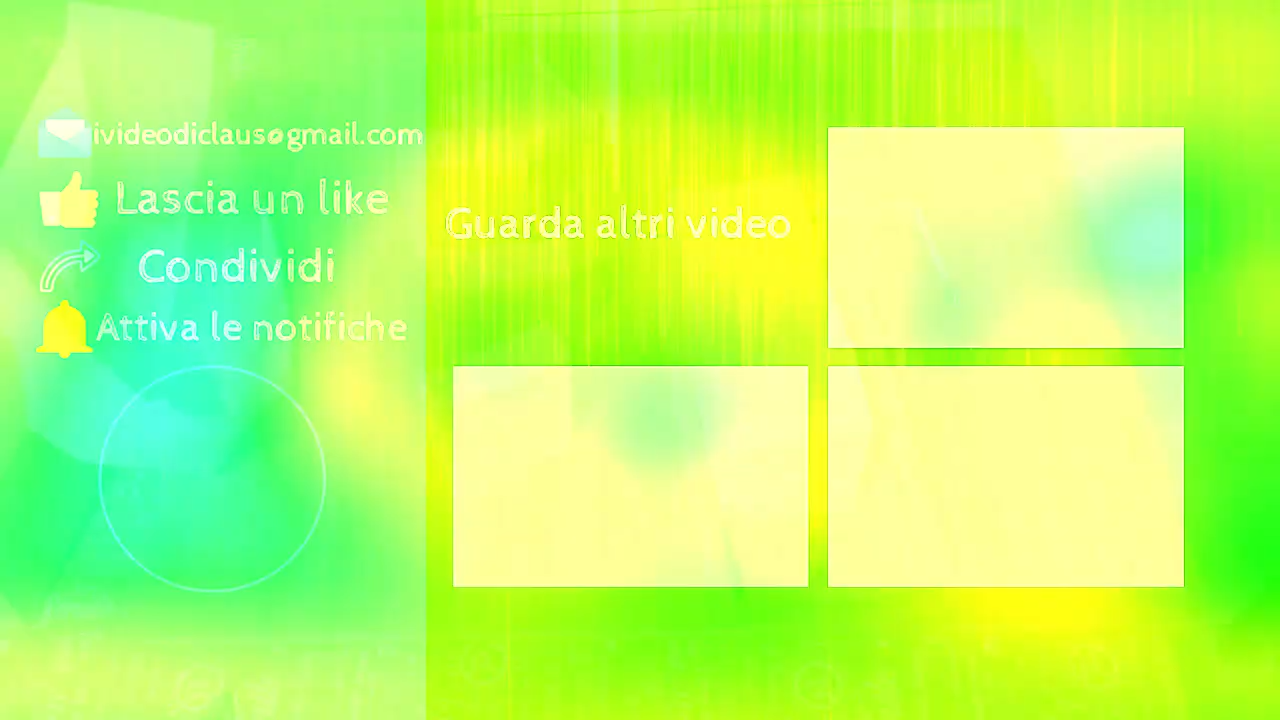 ivideodiclaus@gmail.com
Lascia un like
Condividi
Attiva le notifiche
Guarda altri video